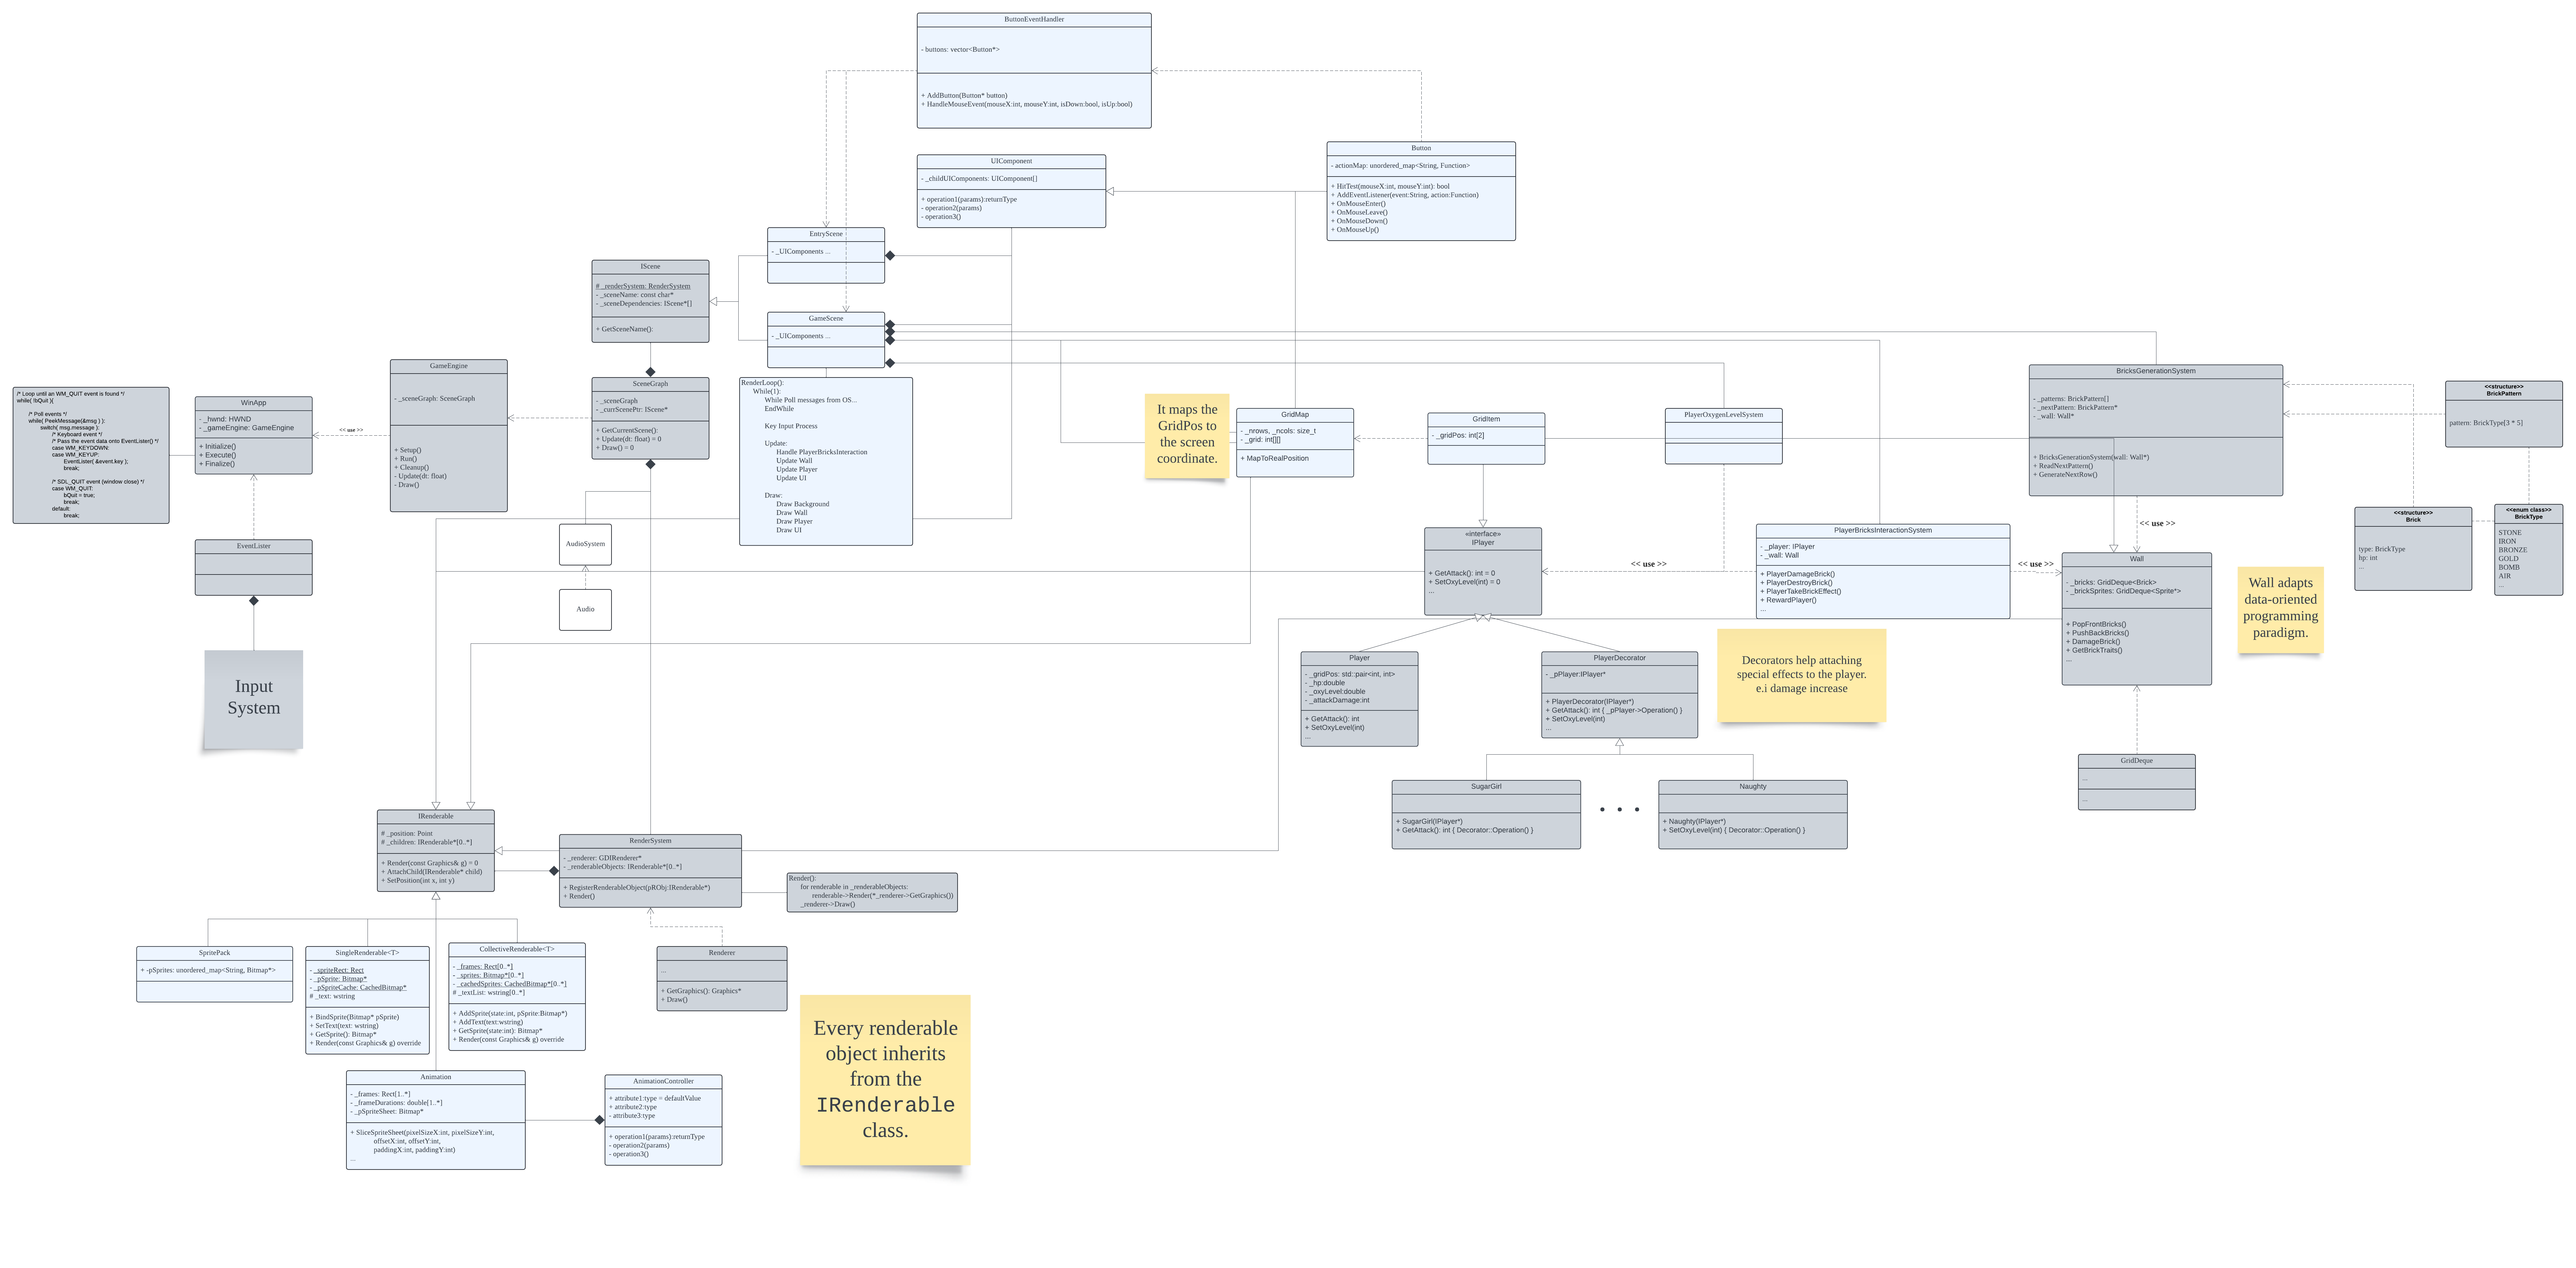 ButtonEventHandler
- buttons: vector<Button*>
+ AddButton(Button* button)
+ HandleMouseEvent(mouseX:int, mouseY:int, isDown:bool, isUp:bool)
Button
- actionMap: unordered_map<String, Function>
+ HitTest(mouseX:int, mouseY:int): bool
+ AddEventListener(event:String, action:Function)
+ OnMouseEnter()
+ OnMouseLeave()
+ OnMouseDown()
+ OnMouseUp()
UIComponent
- _childUIComponents: UIComponent[]
+ operation1(params):returnType
- operation2(params)
- operation3()
EntryScene
- _UIComponents ...
IScene
# _renderSystem: RenderSystem
- _sceneName: const char*
- _sceneDependencies: IScene*[]
+ GetSceneName():
GameScene
- _UIComponents ...
GameEngine
- _sceneGraph: SceneGraph
+ Setup()
+ Run()
+ Cleanup()
- Update(dt: float)
- Draw()
SceneGraph
- _sceneGraph
- _currScenePtr: IScene*
+ GetCurrentScene():
+ Update(dt: float) = 0
+ Draw() = 0
RenderLoop():
While(1):
While Poll messages from OS...
EndWhile
Key Input Process
Update:
Handle PlayerBricksInteraction
Update Wall
Update Player
Update UI
Draw:
Draw Background
Draw Wall
Draw Player
Draw UI
/* Loop until an WM_QUIT event is found */
while( !bQuit ){
/* Poll events */
while( PeekMessage(&msg ) ):
switch( msg.message ):
/* Keyboard event */
/* Pass the event data onto EventLister() */
case WM_KEYDOWN:
case WM_KEYUP:
EventLister( &event.key );
break;
/* SDL_QUIT event (window close) */
case WM_QUIT:
bQuit = true;
break;
default:
break;
WinApp
- _hwnd: HWND
- _gameEngine: GameEngine
+ Initialize()
+ Execute()
+ Finalize()
<< use >>
EventLister
Input
System
AudioSystem
Audio
It maps the
GridPos to
the screen
coordinate.
GridMap
- _nrows, _ncols: size_t
- _grid: int[][]
+ MapToRealPosition
GridItem
- _gridPos: int[2]
PlayerOxygenLevelSystem
BricksGenerationSystem
- _patterns: BrickPattern[]
- _nextPattern: BrickPattern*
- _wall: Wall*
+ BricksGenerationSystem(wall: Wall*)
+ ReadNextPattern()
+ GenerateNextRow()
<<structure>>
BrickPattern
pattern: BrickType[3 * 5]
<<structure>>
Brick
type: BrickType
hp: int
...
<<enum class>>
BrickType
STONE
IRON
BRONZE
GOLD
BOMB
AIR
...
<< use >>
«interface»
IPlayer
+ GetAttack(): int = 0
+ SetOxyLevel(int) = 0
...
<< use >>
PlayerBricksInteractionSystem
- _player: IPlayer
- _wall: Wall
+ PlayerDamageBrick()
+ PlayerDestroyBrick()
+ PlayerTakeBrickEffect()
+ RewardPlayer()
...
<< use >>
Wall
- _bricks: GridDeque<Brick>
- _brickSprites: GridDeque<Sprite*>
+ PopFrontBricks()
+ PushBackBricks()
+ DamageBrick()
+ GetBrickTraits()
...
Wall adapts
data-oriented
programming
paradigm.
Player
- _gridPos: std::pair<int, int>
- _hp:double
- _oxyLevel:double
- _attackDamage:int
+ GetAttack(): int
+ SetOxyLevel(int)
...
PlayerDecorator
- _pPlayer:IPlayer*
+ PlayerDecorator(IPlayer*)
+ GetAttack(): int { _pPlayer->Operation() }
+ SetOxyLevel(int)
...
Decorators help attaching
special effects to the player.
e.i damage increase
SugarGirl
+ SugarGirl(IPlayer*)
+ GetAttack(): int { Decorator::Operation() }
• • •
Naughty
+ Naughty(IPlayer*)
+ SetOxyLevel(int) { Decorator::Operation() }
GridDeque
...
...
IRenderable
# _position: Point
# _children: IRenderable*[0..*]
+ Render(const Graphics& g) = 0
+ AttachChild(IRenderable* child)
+ SetPosition(int x, int y)
RenderSystem
- _renderer: GDIRenderer*
- _renderableObjects: IRenderable*[0..*]
+ RegisterRenderableObject(pRObj:IRenderable*)
+ Render()
Render():
for renderable in _renderableObjects:
renderable->Render(*_renderer->GetGraphics())
_renderer->Draw()
SpritePack
+ -pSprites: unordered_map<String, Bitmap*>
SingleRenderable<T>
- _spriteRect: Rect
- _pSprite: Bitmap*
- _pSpriteCache: CachedBitmap*
# _text: wstring
+ BindSprite(Bitmap* pSprite)
+ SetText(text: wstring)
+ GetSprite(): Bitmap*
+ Render(const Graphics& g) override
CollectiveRenderable<T>
- _frames: Rect[0..*]
- _sprites: Bitmap*[0..*]
- _cachedSprites: CachedBitmap*[0..*]
# _textList: wstring[0..*]
+ AddSprite(state:int, pSprite:Bitmap*)
+ AddText(text:wstring)
+ GetSprite(state:int): Bitmap*
+ Render(const Graphics& g) override
Renderer
...
+ GetGraphics(): Graphics*
+ Draw()
Every renderable
object inherits
from the
IRenderable
class.
Animation
- _frames: Rect[1..*]
- _frameDurations: double[1..*]
- _pSpriteSheet: Bitmap*
+ SliceSpriteSheet(pixelSizeX:int, pixelSizeY:int,
offsetX:int, offsetY:int,
paddingX:int, paddingY:int)
...
AnimationController
+ attribute1:type = defaultValue
+ attribute2:type
- attribute3:type
+ operation1(params):returnType
- operation2(params)
- operation3()